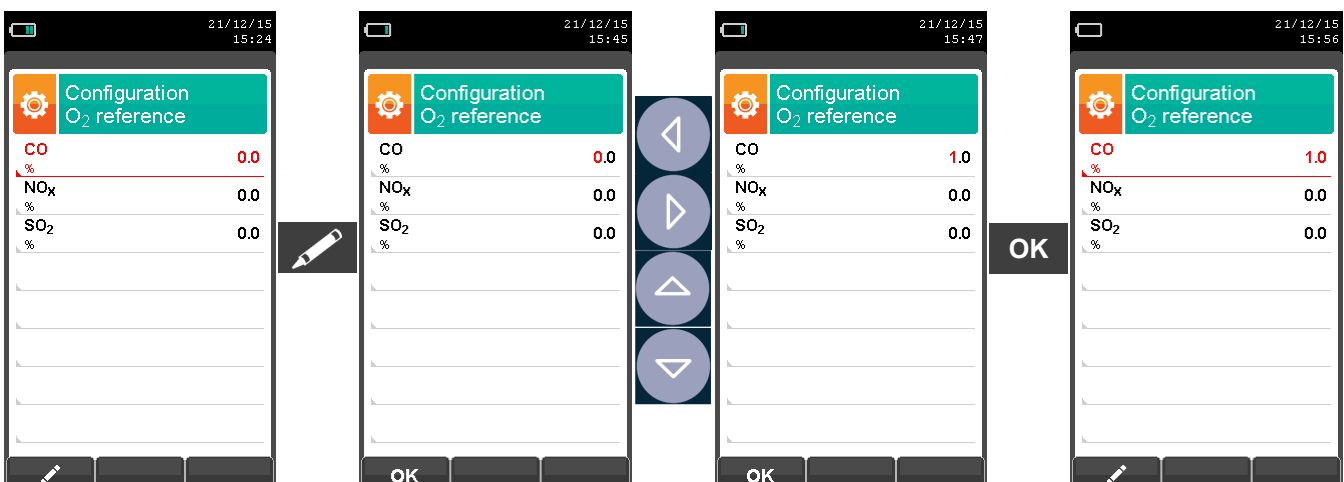 21/12/15
15:24
Configuration
O2 reference
CO
% 0.0
NOX
% 0.0
SO2
% 0.0
21/12/15
15:45
Configuration
O2 reference
CO
% 0.0
NOX
% 0.0
SO2
% 0.0
OK
21/12/15
15:47
Configuration
O2 reference
CO
% 1.0
NOX
% 0.0
SO2
% 0.0
OK
OK
21/12/15
15:56
Configuration
O2 reference
CO
% 1.0
NOX
% 0.0
SO2
% 0.0